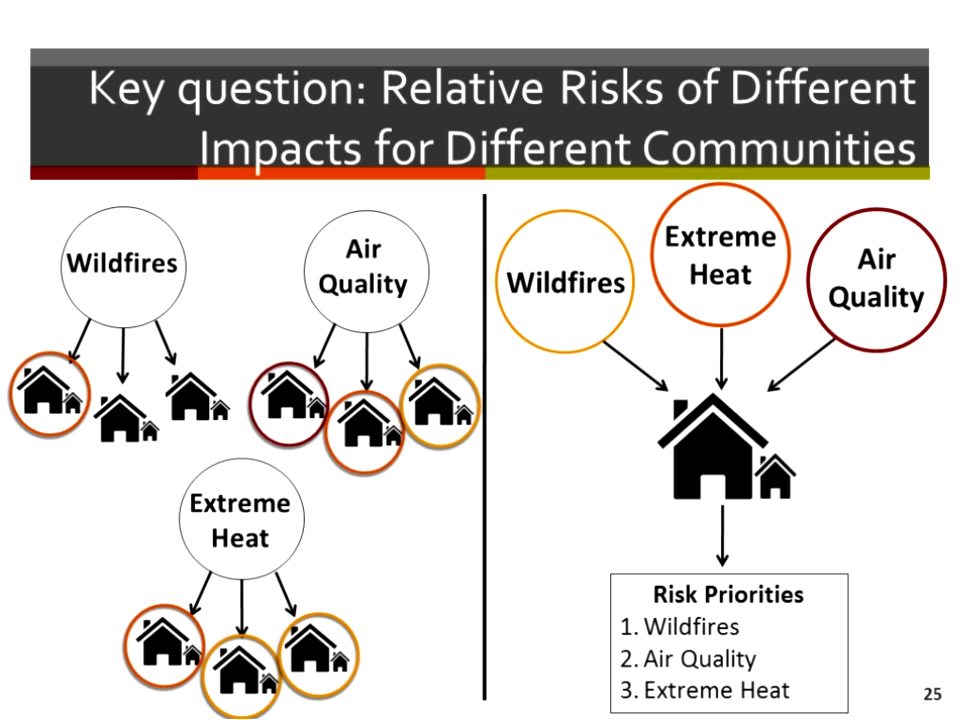 Key question: Relative Risks of Different
Impacts for Different Communities
Wildfires
Air
Quality
Extreme
Heat
Wildfires
Extreme
Heat
Air
Quality
Risk Priorities
1. Wildfires
2. Air Quality
3. Extreme Heat
25